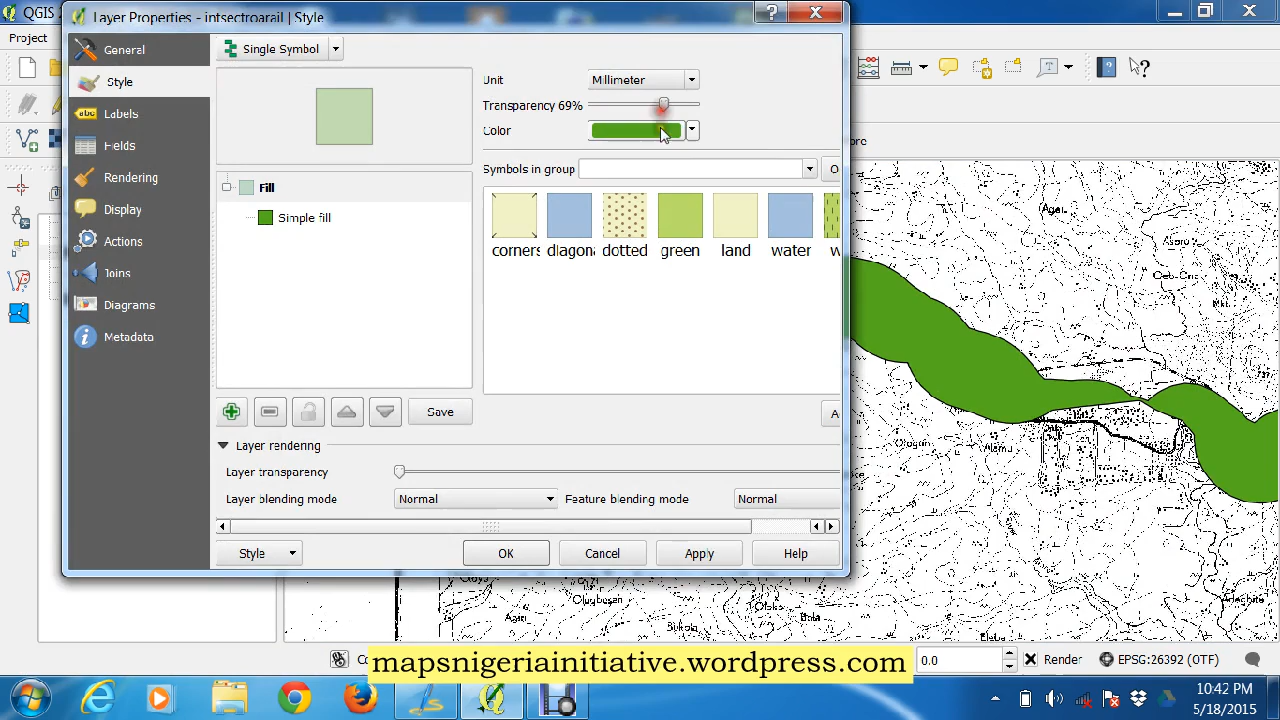 QGIS 2
Layer Properties - intsectroarail | Style
Project
General
Style
Labels
Fields
Rendering
Display
Actions
Joins
Diagrams
Metadata
Single Symbol
Unit
Millimeter
Transparency 69%
Color
Symbols in group
O
Fill
Simple fill
corners
diagona
dotted
green
land
water
w
Save
A
Layer rendering
Layer transparency
Layer blending mode
Normal
Feature blending mode
Normal
Style
OK
Cancel
Apply
Help
abc
ore
mapsnigeriainitiative.wordpress.com
0.0
Render
EPSG:26392 (OTF)
10:42 PM
5/18/2015